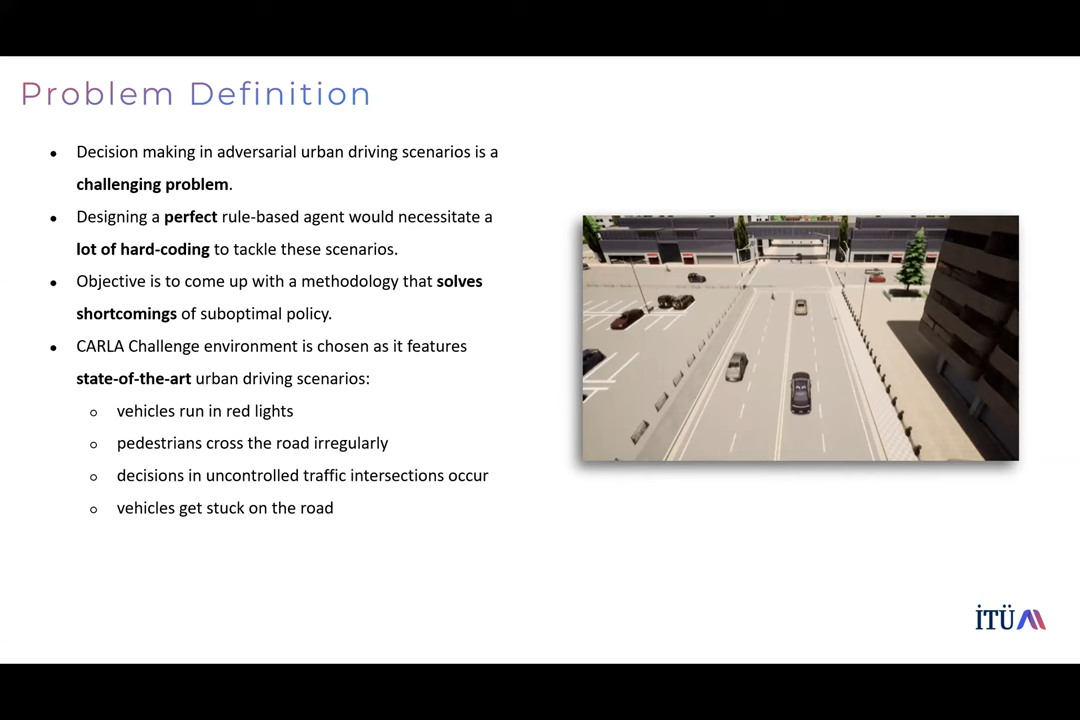 Problem Definition
● Decision making in adversarial urban driving scenarios is a
challenging problem.
● Designing a perfect rule-based agent would necessitate a
lot of hard-coding to tackle these scenarios.
● Objective is to come up with a methodology that solves
shortcomings of suboptimal policy.
● CARLA Challenge environment is chosen as it features
state-of-the-art urban driving scenarios:
○ vehicles run in red lights
○ pedestrians cross the road irregularly
○ decisions in uncontrolled traffic intersections occur
○ vehicles get stuck on the road
İTÜ